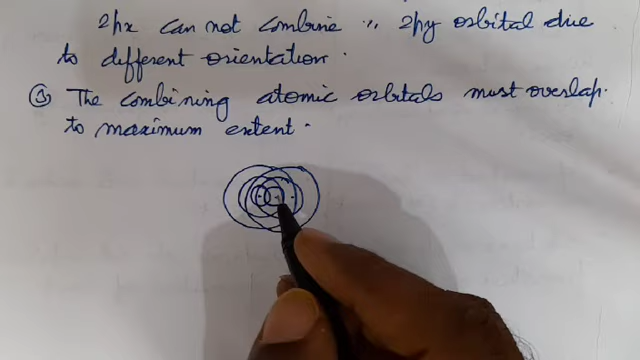 2px can not combine ,, 2py orbital due
to different orientation.
③ The combining atomic orbitals must overlap.
to maximum extent.